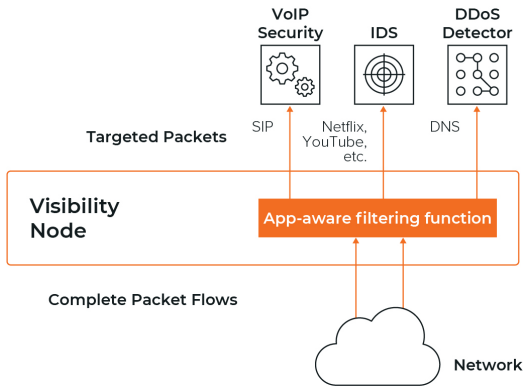 VoIP
Security
IDS
DDoS
Detector
SIP
Netflix,
YouTube,
etc.
DNS
Targeted Packets
Visibility
Node
App-aware filtering function
Complete Packet Flows
Network